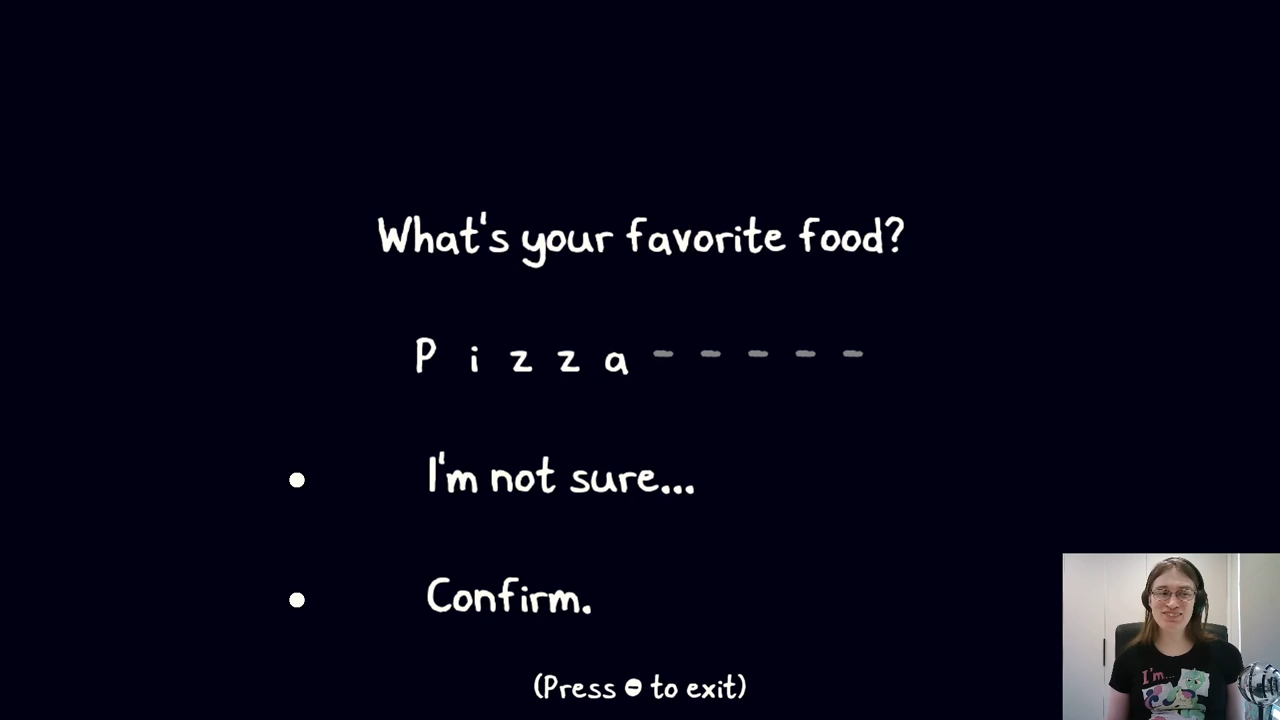 What's your favorite food?
P i z z a - - - - -
I'm not sure...
Confirm.
(Press ⊖ to exit)
I'm...